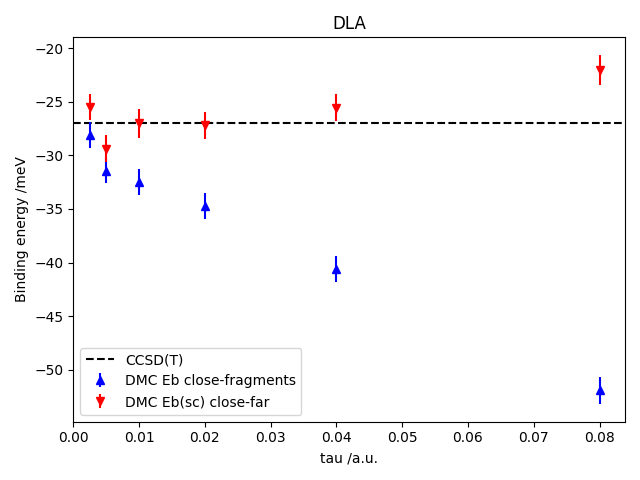 DLA
Binding energy /meV
−20
−25
−30
−35
−40
−45
−50
CCSD(T)
DMC Eb close-fragments
DMC Eb(sc) close-far
0.00 0.01 0.02 0.03 0.04 0.05 0.06 0.07 0.08
tau /a.u.